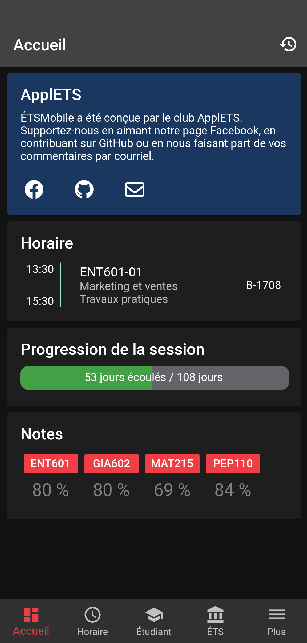 Accueil
ApplETS
ÉTSMobile a été conçue par le club ApplETS.
Supportez-nous en aimant notre page Facebook, en
contribuant sur GitHub ou en nous faisant part de vos
commentaires par courriel.
Horaire
13:30
15:30
ENT601-01
Marketing et ventes
Travaux pratiques
B-1708
Progression de la session
53 jours écoulés / 108 jours
Notes
ENT601 GIA602 MAT215 PEP110
80 % 80 % 69 % 84 %
Accueil Horaire Étudiant ÉTS Plus